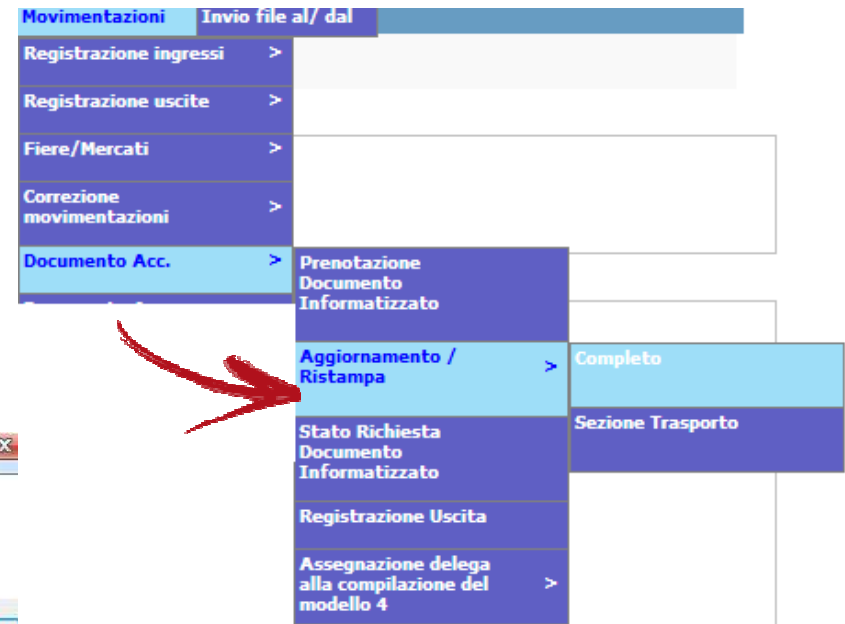 Movimentazioni
Invio file al/ dal
Registrazione ingressi >
Registrazione uscite >
Fiere/Mercati >
Correzione
movimentazioni >
Documento Acc. >
Prenotazione
Documento
Informatizzato
Aggiornamento /
Ristampa >
Completo
Sezione Trasporto
Stato Richiesta
Documento
Informatizzato
Registrazione Uscita
Assegnazione delega
alla compilazione del
modello 4 >